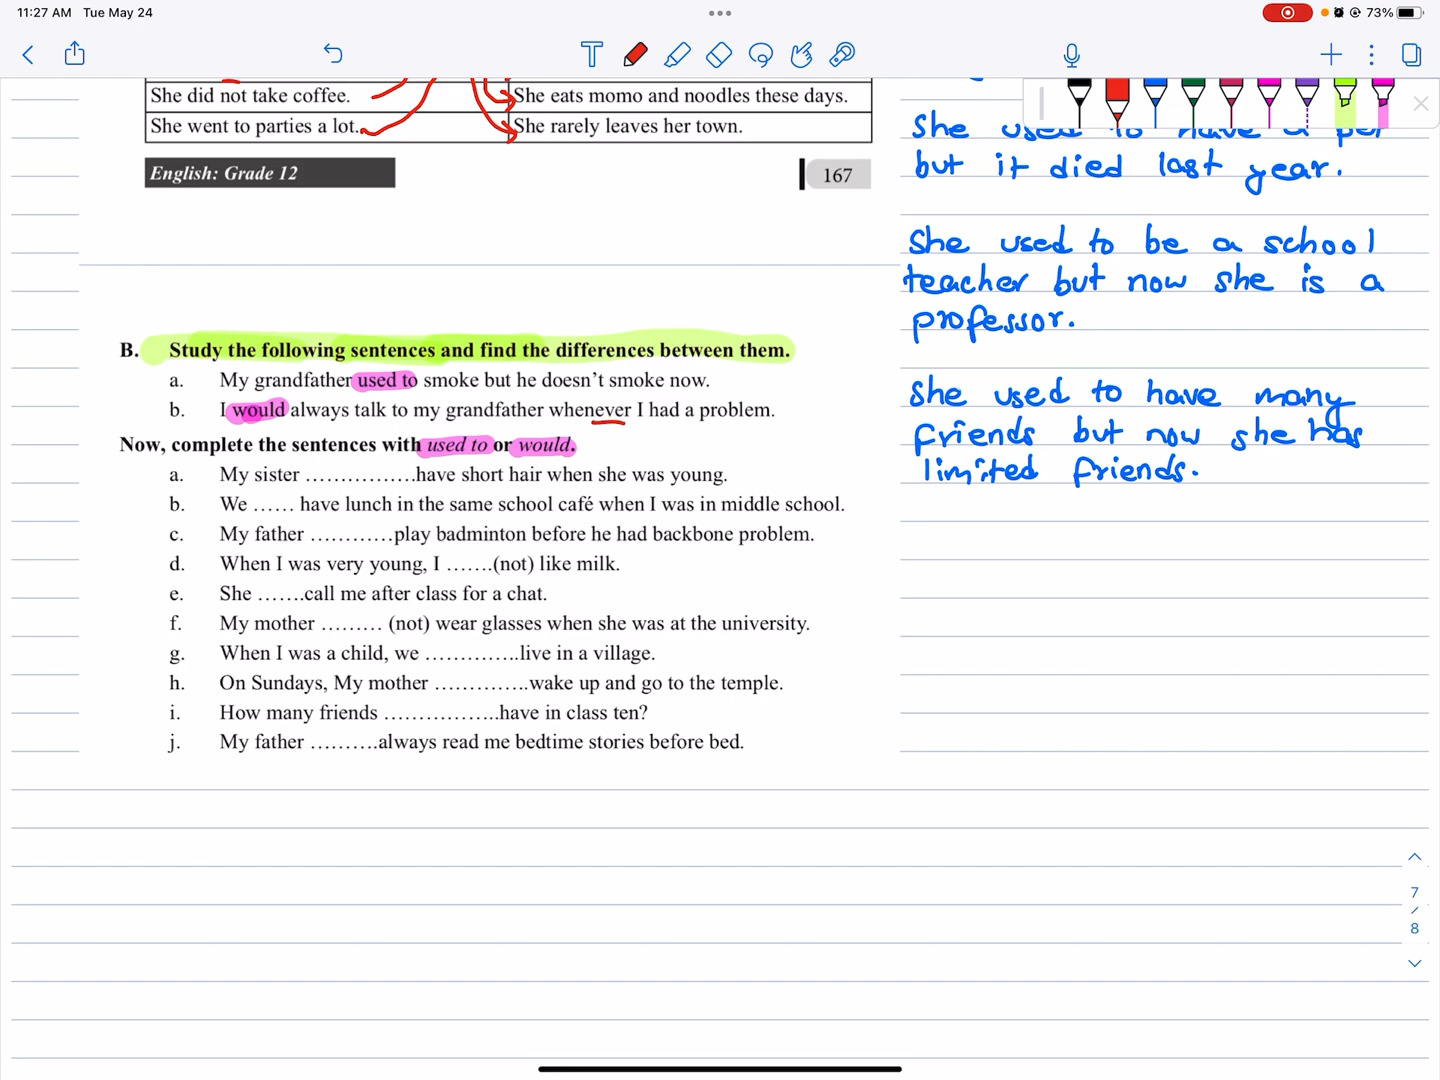 11:27 AM Tue May 24
73%
She did not take coffee. She eats momo and noodles these days.
She went to parties a lot. She rarely leaves her town.
English: Grade 12 167
She used to have a pet
but it died last year.
She used to be a school
teacher but now she is a
professor.
She used to have many
friends but now she has
limited friends.
B. Study the following sentences and find the differences between them.
a. My grandfather used to smoke but he doesn't smoke now.
b. I would always talk to my grandfather whenever I had a problem.
Now, complete the sentences with used to or would.
a. My sister ................have short hair when she was young.
b. We ...... have lunch in the same school café when I was in middle school.
c. My father ............play badminton before he had backbone problem.
d. When I was very young, I .......(not) like milk.
e. She .......call me after class for a chat.
f. My mother ......... (not) wear glasses when she was at the university.
g. When I was a child, we ..............live in a village.
h. On Sundays, My mother ..............wake up and go to the temple.
i. How many friends .................have in class ten?
j. My father ..........always read me bedtime stories before bed.
7
/
8